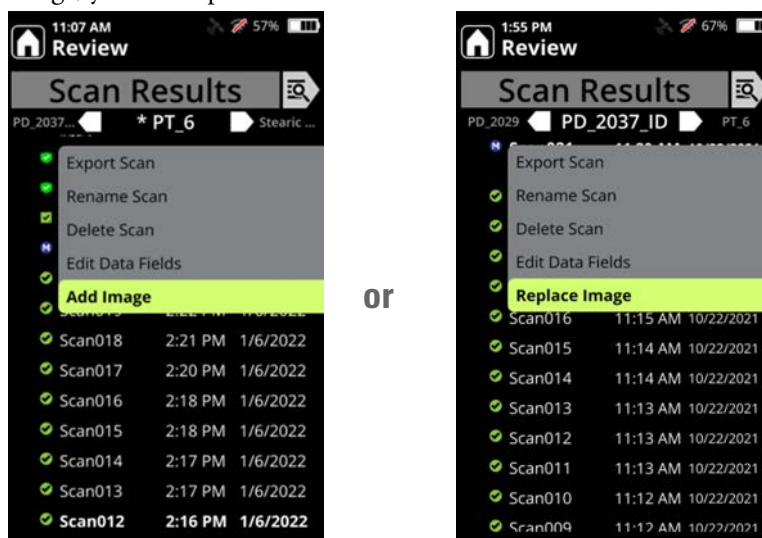 11:07 AM 57%
Review
Scan Results
PD_2037... * PT_6 Stearic ...
Export Scan
Rename Scan
Delete Scan
Edit Data Fields
Add Image
Scan018 2:21 PM 1/6/2022
Scan017 2:20 PM 1/6/2022
Scan016 2:18 PM 1/6/2022
Scan015 2:18 PM 1/6/2022
Scan014 2:17 PM 1/6/2022
Scan013 2:17 PM 1/6/2022
Scan012 2:16 PM 1/6/2022
or
1:55 PM 67%
Review
Scan Results
PD_2029 PD_2037_ID PT_6
M
Export Scan
Rename Scan
Delete Scan
Edit Data Fields
Replace Image
Scan016 11:15 AM 10/22/2021
Scan015 11:14 AM 10/22/2021
Scan014 11:14 AM 10/22/2021
Scan013 11:13 AM 10/22/2021
Scan012 11:13 AM 10/22/2021
Scan011 11:13 AM 10/22/2021
Scan010 11:12 AM 10/22/2021
Scan009 11:12 AM 10/22/2021